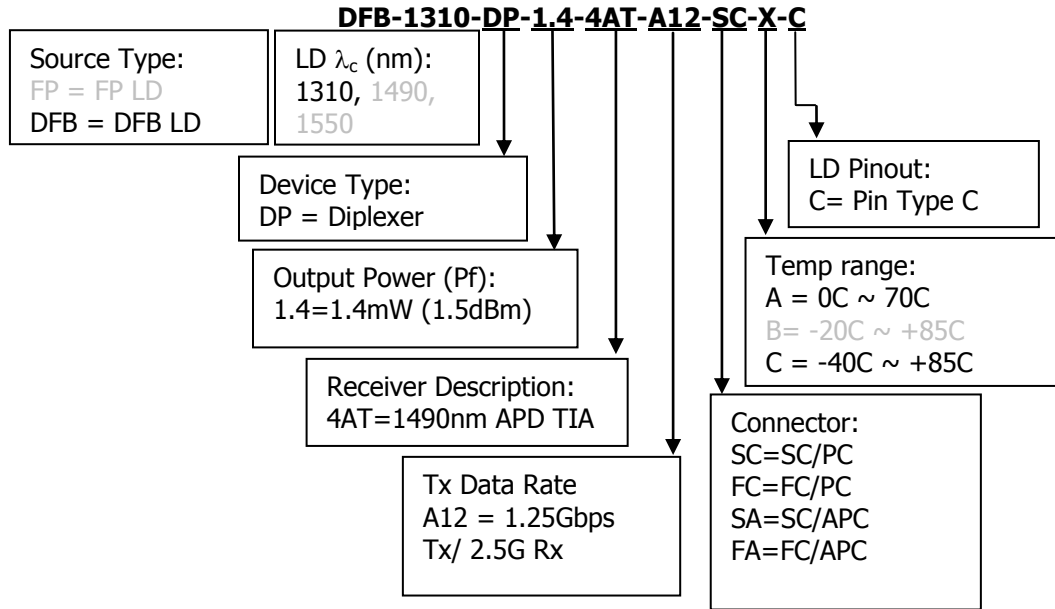 DFB-1310-DP-1.4-4AT-A12-SC-X-C
Source Type:
FP = FP LD
DFB = DFB LD
LD λc (nm):
1310, 1490,
1550
LD Pinout:
C= Pin Type C
Device Type:
DP = Diplexer
Output Power (Pf):
1.4=1.4mW (1.5dBm)
Temp range:
A = 0C ~ 70C
B= -20C ~ +85C
C = -40C ~ +85C
Receiver Description:
4AT=1490nm APD TIA
Connector:
SC=SC/PC
FC=FC/PC
SA=SC/APC
FA=FC/APC
Tx Data Rate
A12 = 1.25Gbps
Tx/ 2.5G Rx